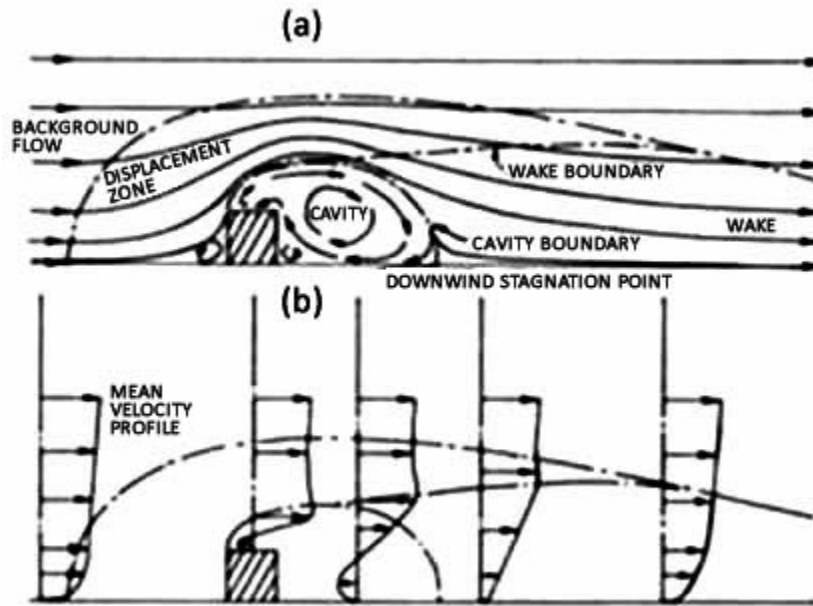 (a)
BACKGROUND
FLOW
DISPLACEMENT
ZONE
WAKE BOUNDARY
CAVITY
WAKE
CAVITY BOUNDARY
DOWNWIND STAGNATION POINT
(b)
MEAN
VELOCITY
PROFILE